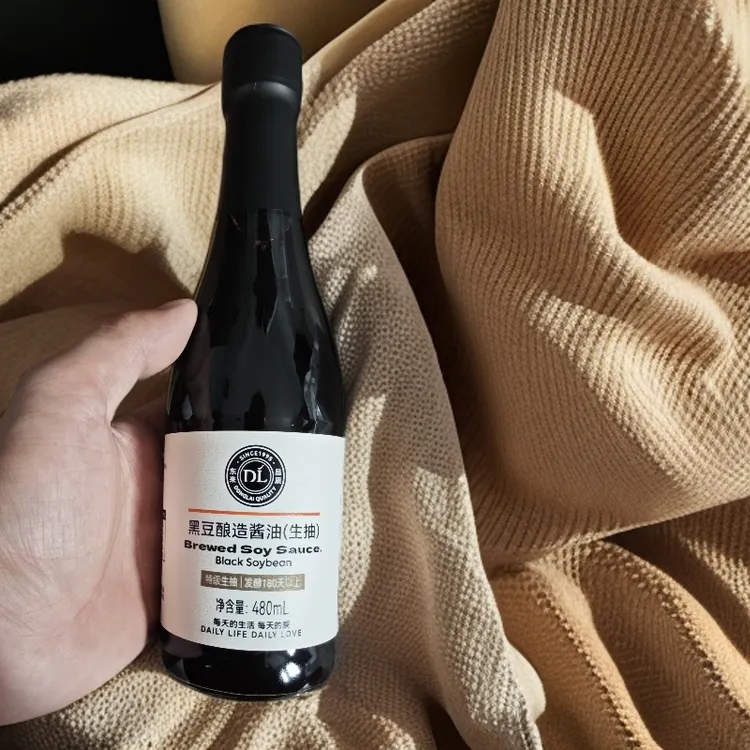 ·SINCE1995·
东来
DL
品质
DONGLAI QUALITY
黑豆酿造酱油(生抽)
Brewed Soy Sauce.
Black Soybean
特级生抽|发酵180天以上
净含量: 480mL
每天的生活 每天的爱
DAILY LIFE DAILY LOVE